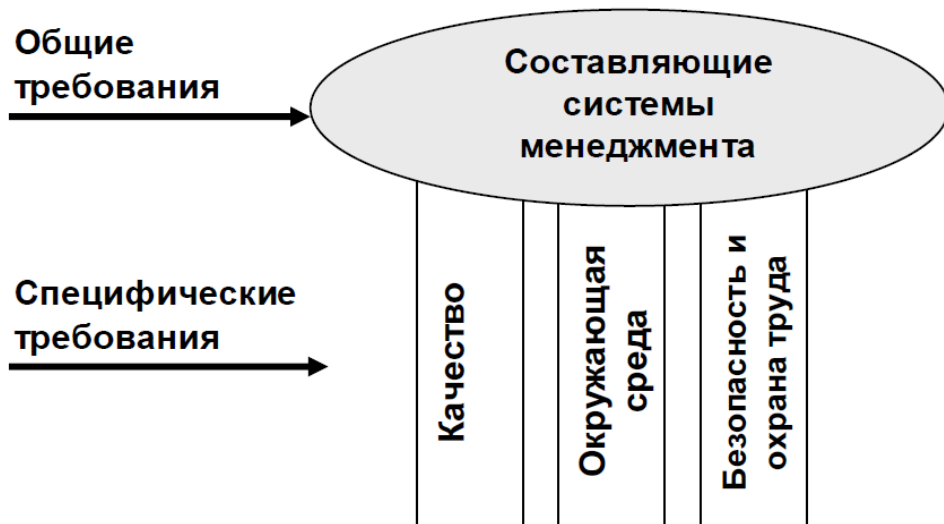 Общие
требования
Составляющие
системы
менеджмента
Специфические
требования
Качество
Окружающая
среда
Безопасность и
охрана труда